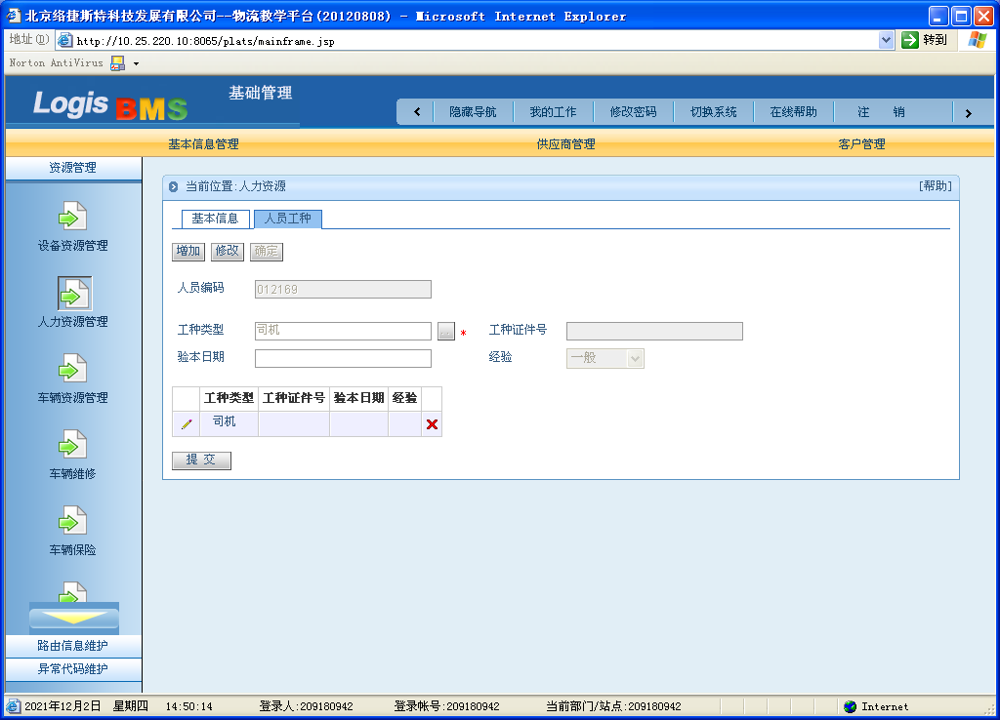 北京络捷斯特科技发展有限公司--物流教学平台(20120808) - Microsoft Internet Explorer
地址(D) http://10.25.220.10:8065/plats/mainframe.jsp 转到
Norton AntiVirus
Logis BMS 基础管理
隐藏导航 我的工作 修改密码 切换系统 在线帮助 注 销
基本信息管理 供应商管理 客户管理
资源管理
当前位置:人力资源 [帮助]
基本信息 人员工种
增加 修改 确定
人员编码 012169
工种类型 司机 ... * 工种证件号
验本日期 经验 一般
工种类型 工种证件号 验本日期 经验
司机
提 交
设备资源管理
人力资源管理
车辆资源管理
车辆维修
车辆保险
路由信息维护
异常代码维护
2021年12月2日 星期四 14:50:14 登录人:209180942 登录帐号:209180942 当前部门/站点:209180942 Internet